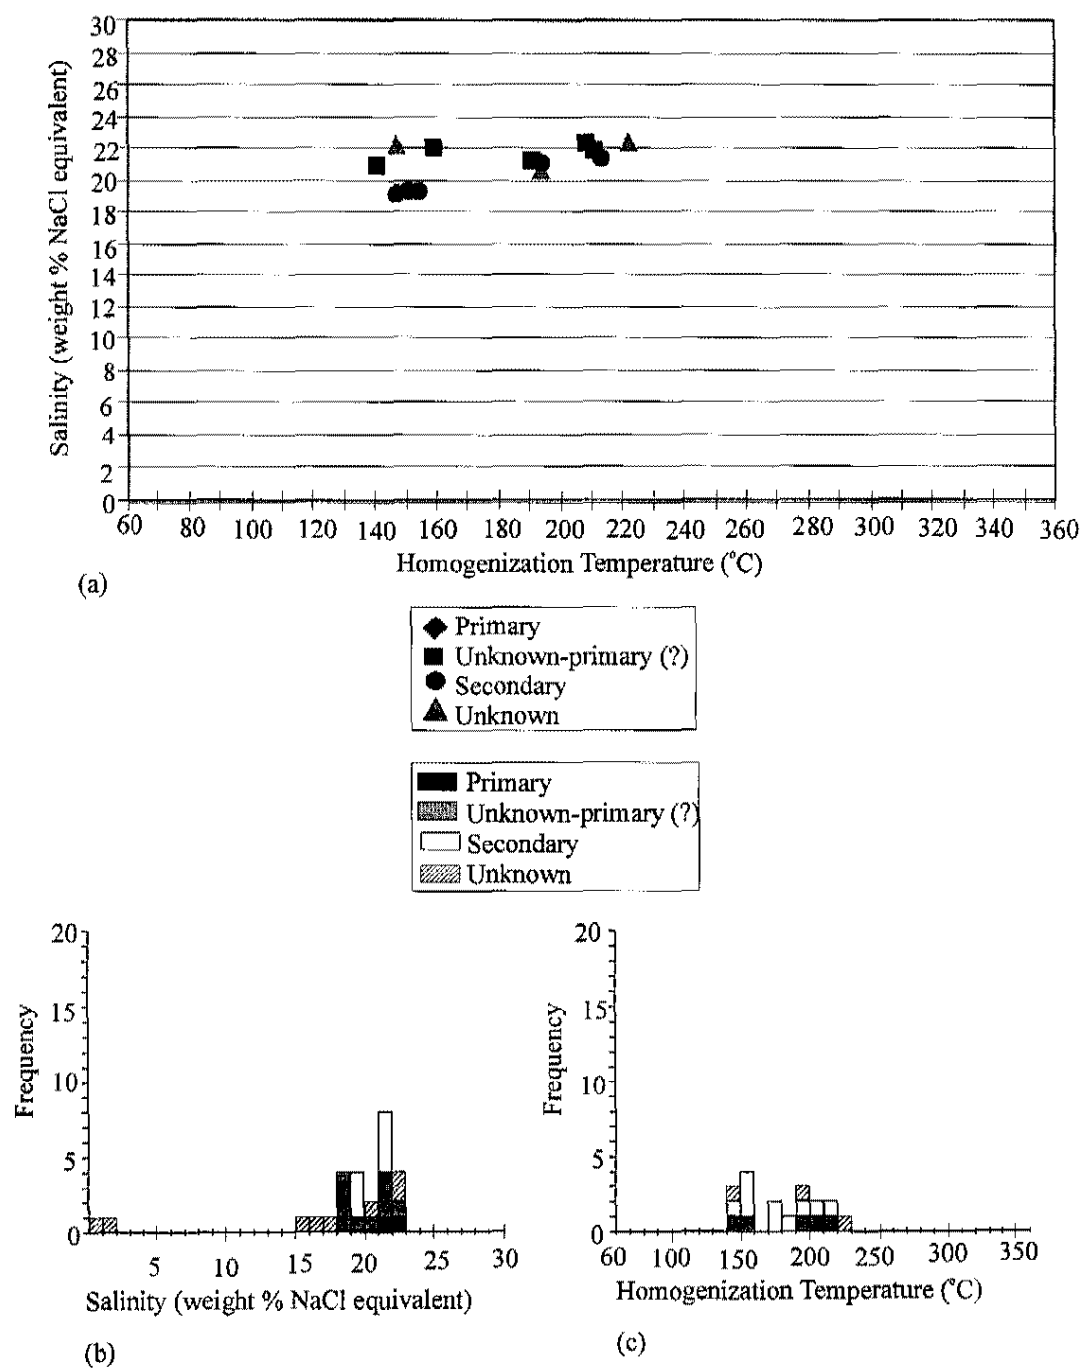 30
28
26
24
22
20
18
16
14
12
10
8
6
4
2
0
Salinity (weight % NaCl equivalent)
60 80 100 120 140 160 180 200 220 240 260 280 300 320 340 360
Homogenization Temperature (°C)
(a)
Primary
Unknown-primary (?)
Secondary
Unknown
Primary
Unknown-primary (?)
Secondary
Unknown
20
15
10
5
0
Frequency
5 10 15 20 25 30
Salinity (weight % NaCl equivalent)
(b)
20
15
10
5
0
Frequency
60 100 150 200 250 300 350
Homogenization Temperature (°C)
(c)